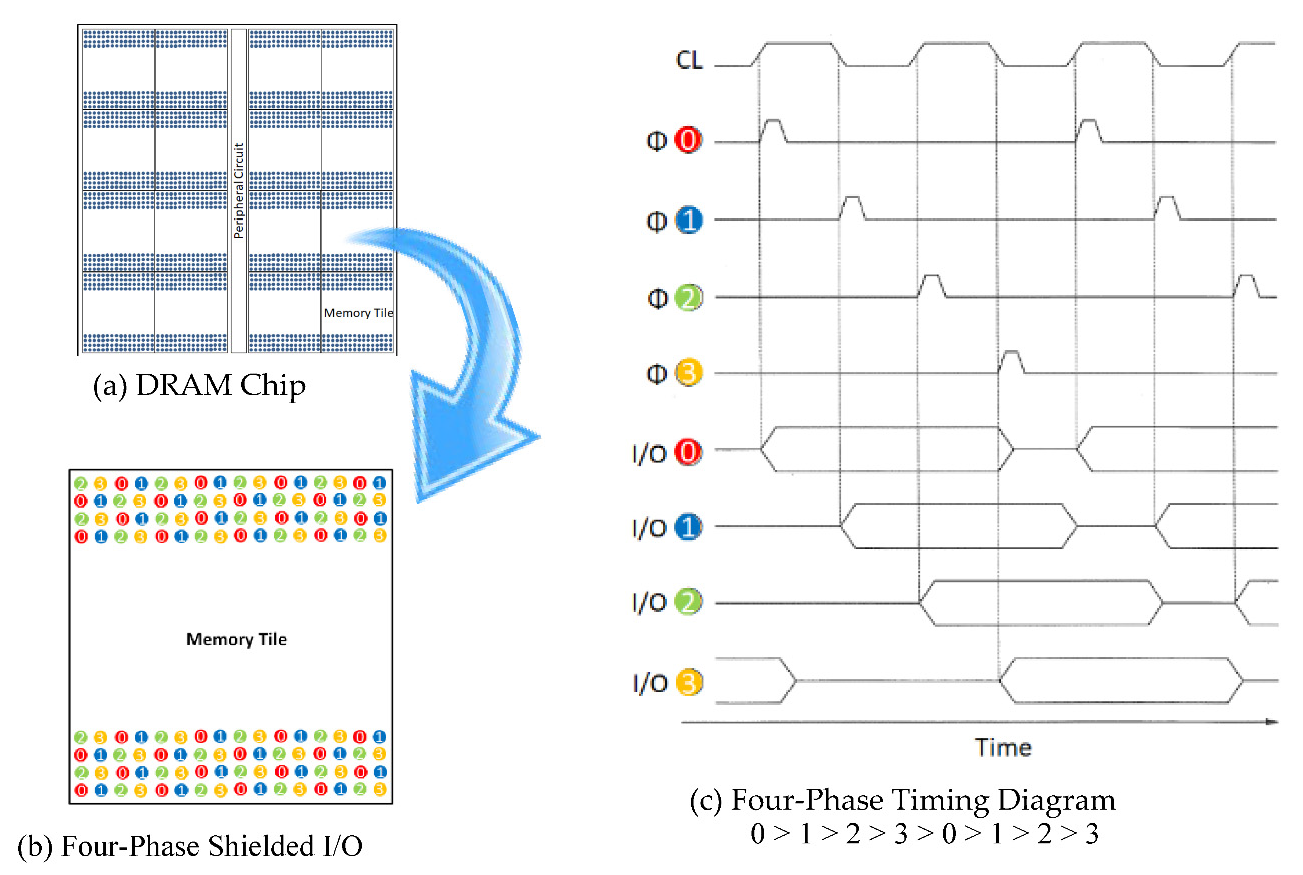 Peripheral Circuit
Memory Tile
(a) DRAM Chip
2 3 0 1 2 3 0 1 2 3 0 1 2 3 0 1
0 1 2 3 0 1 2 3 0 1 2 3 0 1 2 3
2 3 0 1 2 3 0 1 2 3 0 1 2 3 0 1
0 1 2 3 0 1 2 3 0 1 2 3 0 1 2 3
Memory Tile
2 3 0 1 2 3 0 1 2 3 0 1 2 3 0 1
0 1 2 3 0 1 2 3 0 1 2 3 0 1 2 3
2 3 0 1 2 3 0 1 2 3 0 1 2 3 0 1
0 1 2 3 0 1 2 3 0 1 2 3 0 1 2 3
(b) Four-Phase Shielded I/O
CL
Φ 0
Φ 1
Φ 2
Φ 3
I/O 0
I/O 1
I/O 2
I/O 3
Time
(c) Four-Phase Timing Diagram
0 > 1 > 2 > 3 > 0 > 1 > 2 > 3